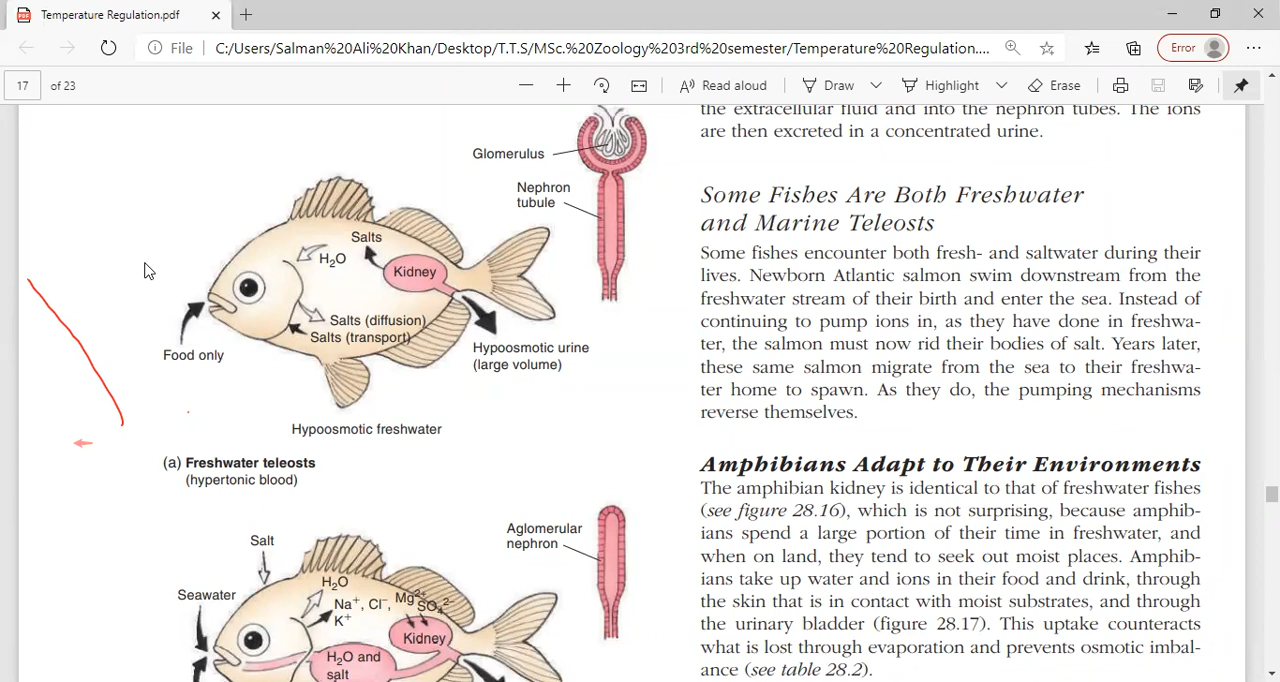 Temperature Regulation.pdf
File
C:/Users/Salman%20Ali%20Khan/Desktop/T.T.S/MSc.%20Zoology%203rd%20semester/Temperature%20Regulation....
Error
17 of 23
Read aloud
Draw
Highlight
Erase
Glomerulus
Nephron
tubule
Salts
H₂O
Kidney
Salts (diffusion)
Salts (transport)
Food only
Hypoosmotic urine
(large volume)
Hypoosmotic freshwater
(a) Freshwater teleosts
(hypertonic blood)
Aglomerular
nephron
Salt
Seawater
H₂O
Na⁺, Cl⁻,
K⁺
Mg²⁺
SO₄²⁻
Kidney
H₂O and
salt
the extracellular fluid and into the nephron tubes. The ions
are then excreted in a concentrated urine.
Some Fishes Are Both Freshwater
and Marine Teleosts
Some fishes encounter both fresh- and saltwater during their
lives. Newborn Atlantic salmon swim downstream from the
freshwater stream of their birth and enter the sea. Instead of
continuing to pump ions in, as they have done in freshwa-
ter, the salmon must now rid their bodies of salt. Years later,
these same salmon migrate from the sea to their freshwa-
ter home to spawn. As they do, the pumping mechanisms
reverse themselves.
Amphibians Adapt to Their Environments
The amphibian kidney is identical to that of freshwater fishes
(see figure 28.16), which is not surprising, because amphib-
ians spend a large portion of their time in freshwater, and
when on land, they tend to seek out moist places. Amphib-
ians take up water and ions in their food and drink, through
the skin that is in contact with moist substrates, and through
the urinary bladder (figure 28.17). This uptake counteracts
what is lost through evaporation and prevents osmotic imbal-
ance (see table 28.2).